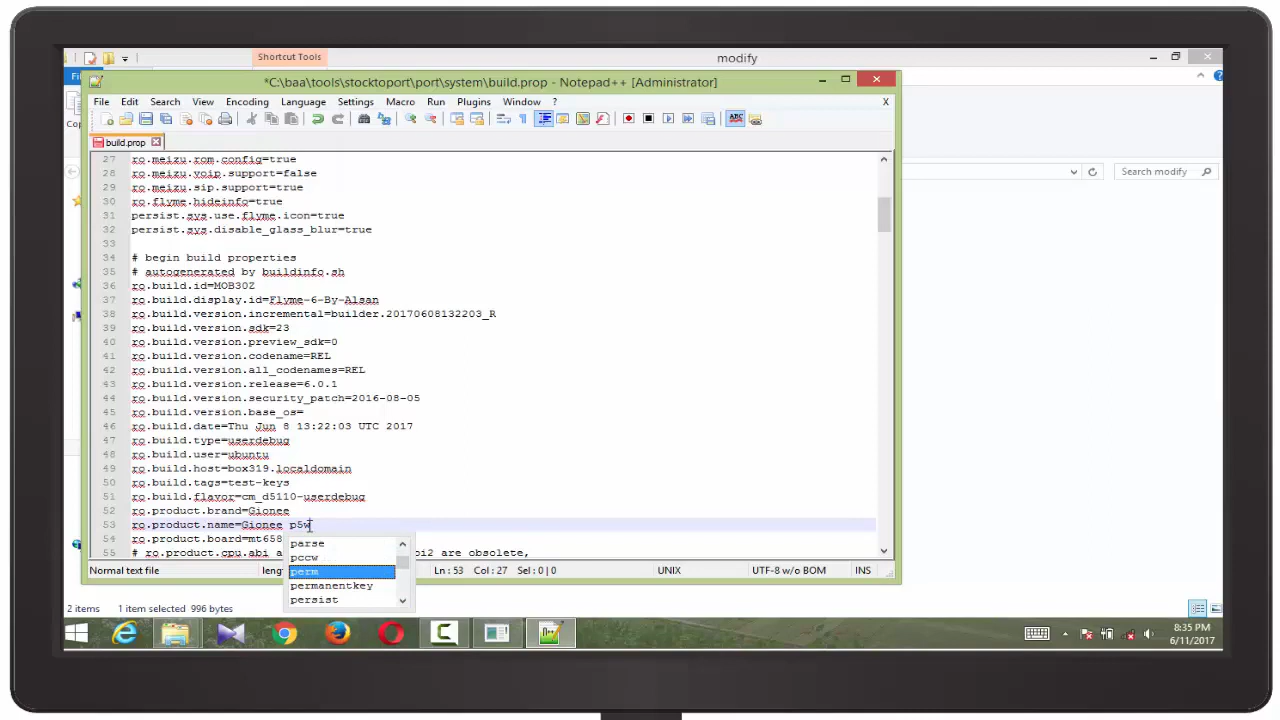 Shortcut Tools
modify
Fi
*C:\baa\tools\stocktoport\port\system\build.prop - Notepad++ [Administrator]
File Edit Search View Encoding Language Settings Macro Run Plugins Window ? X
Cop
build.prop
Search modify
27 ro.meizu.rom.config=true
28 ro.meizu.voip.support=false
29 ro.meizu.sip.support=true
30 ro.flyme.hideinfo=true
31 persist.sys.use.flyme.icon=true
32 persist.sys.disable_glass_blur=true
33
34 # begin build properties
35 # autogenerated by buildinfo.sh
36 ro.build.id=MOB30Z
37 ro.build.display.id=Flyme-6-By-Alsan
38 ro.build.version.incremental=builder.20170608132203_R
39 ro.build.version.sdk=23
40 ro.build.version.preview_sdk=0
41 ro.build.version.codename=REL
42 ro.build.version.all_codenames=REL
43 ro.build.version.release=6.0.1
44 ro.build.version.security_patch=2016-08-05
45 ro.build.version.base_os=
46 ro.build.date=Thu Jun 8 13:22:03 UTC 2017
47 ro.build.type=userdebug
48 ro.build.user=ubuntu
49 ro.build.host=box319.localdomain
50 ro.build.tags=test-keys
51 ro.build.flavor=cm_d5110-userdebug
52 ro.product.brand=Gionee
53 ro.product.name=Gionee p5w
54 ro.product.board=mt658
55 # ro.product.cpu.abi a pi2 are obsolete,
parse
pccw
perm
permanentkey
persist
Normal text file leng Ln : 53 Col : 27 Sel : 0 | 0 UNIX UTF-8 w/o BOM INS
2 items 1 item selected 996 bytes
8:35 PM
6/11/2017